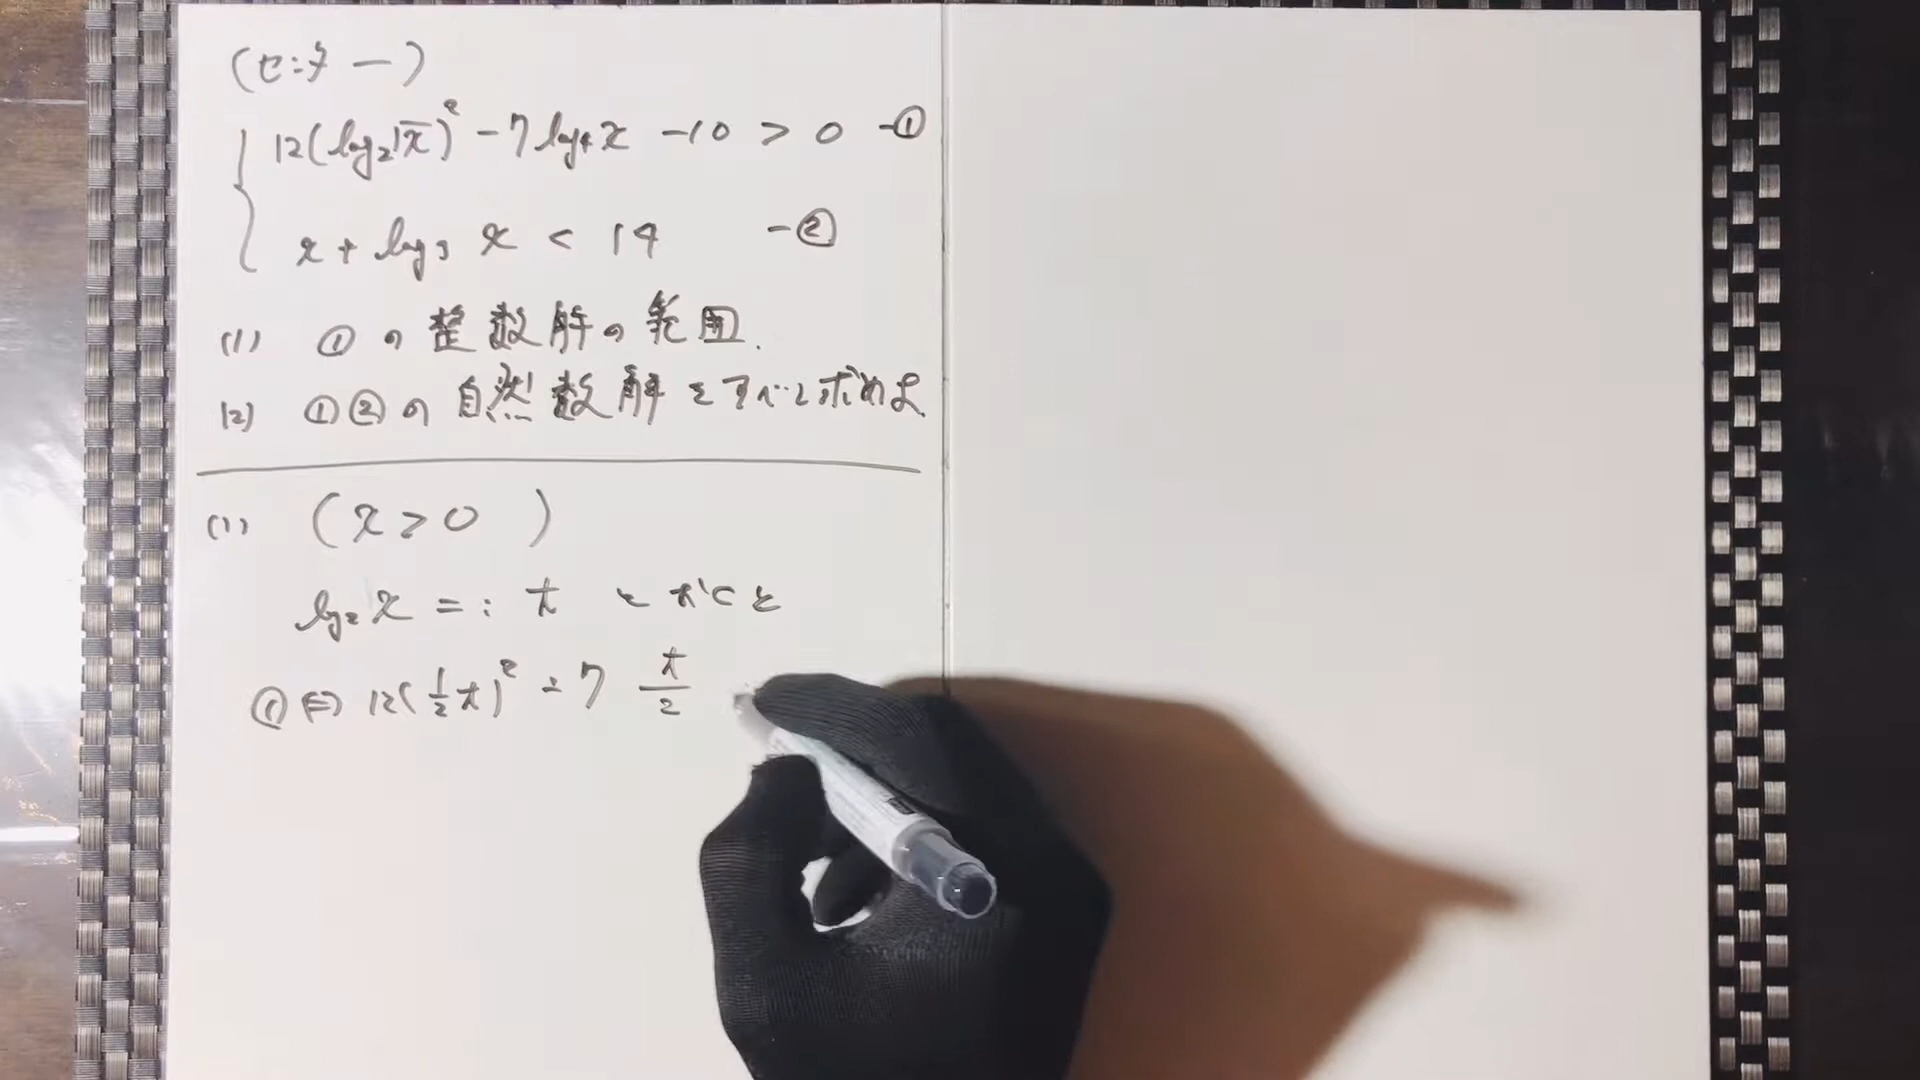 (センター)
12(log₂√x)² - 7log₄x - 10 > 0 -①
x + log₃ x < 14 -②
(1) ①の整数解の範囲.
(2) ①②の自然数解をすべて求めよ.
(1) (x > 0 )
log₂x =: t とおくと
①⇔ 12(1/2 t)² - 7 t/2